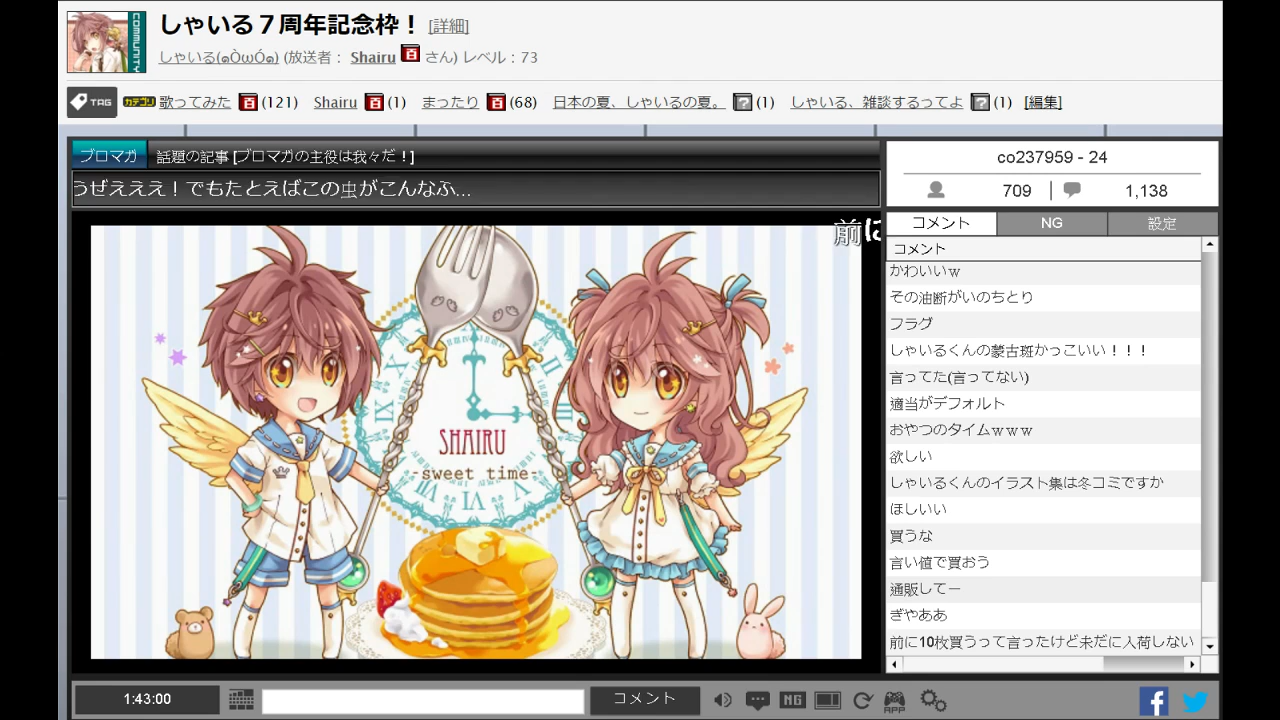 COMMUNITY
しゃいる７周年記念枠！ [詳細]
しゃいる(๑ÒωÓ๑) (放送者： Shairu 百 さん) レベル：73
TAG カテゴリ 歌ってみた 百 (121) Shairu 百 (1) まったり 百 (68) 日本の夏、しゃいるの夏。 ? (1) しゃいる、雑談するってよ ? (1) [編集]
ブロマガ 話題の記事 [ブロマガの主役は我々だ！]
うぜえええ！でもたとえばこの虫がこんなふ...
前に
SHAIRU
-sweet time-
co237959 - 24
709 | 1,138
コメント NG 設定
コメント
かわいいｗ
その油断がいのちとり
フラグ
しゃいるくんの蒙古斑かっこいい！！！
言ってた(言ってない)
適当がデフォルト
おやつのタイムｗｗｗ
欲しい
しゃいるくんのイラスト集は冬コミですか
ほしいい
買うな
言い値で買おう
通販してー
ぎやああ
前に10枚買うって言ったけど未だに入荷しない
1:43:00 コメント NG APP